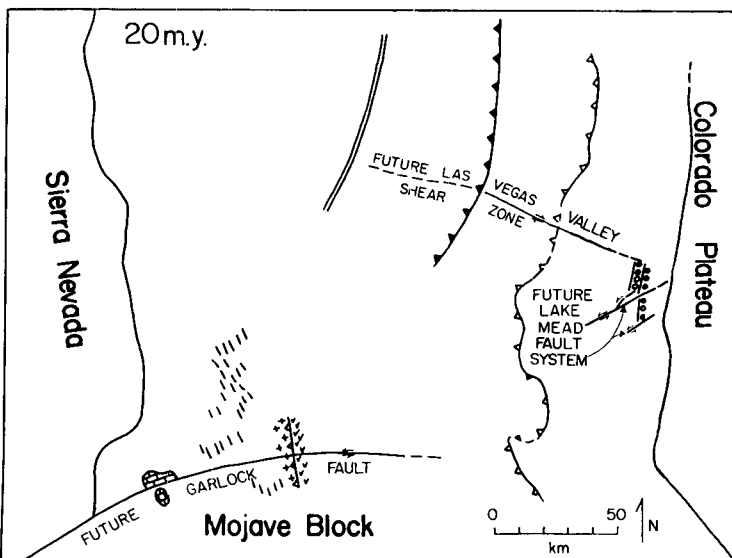 20 m.y.
Sierra Nevada
Colorado Plateau
FUTURE LAS VEGAS VALLEY
SHEAR ZONE
FUTURE
LAKE
MEAD
FAULT
SYSTEM
FUTURE GARLOCK FAULT
Mojave Block
0 50
km
N